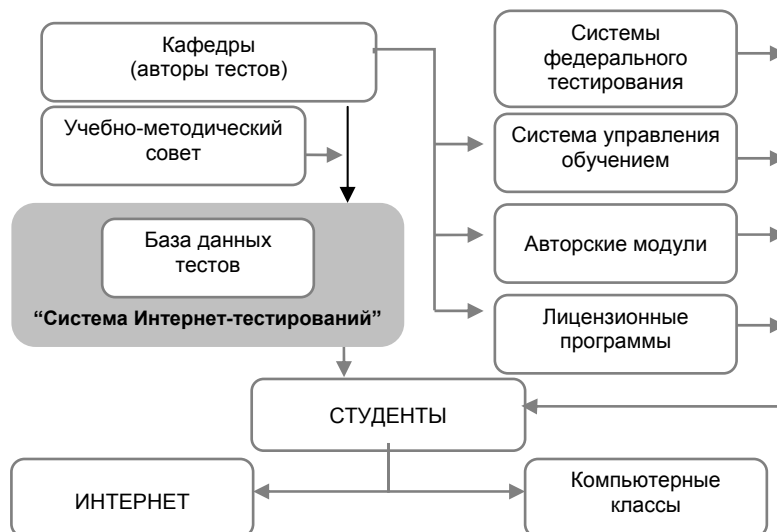 Кафедры
(авторы тестов)
Системы
федерального
тестирования
Учебно-методический
совет
Система управления
обучением
База данных
тестов
Авторские модули
“Система Интернет-тестирований”
Лицензионные
программы
СТУДЕНТЫ
ИНТЕРНЕТ
Компьютерные
классы